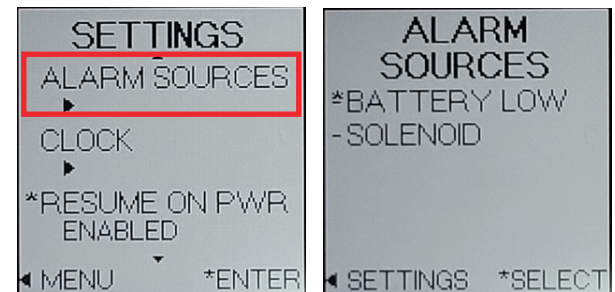 SETTINGS
ALARM SOURCES
CLOCK
*RESUME ON PWR
ENABLED
MENU *ENTER
ALARM
SOURCES
*BATTERY LOW
-SOLENOID
SETTINGS *SELECT